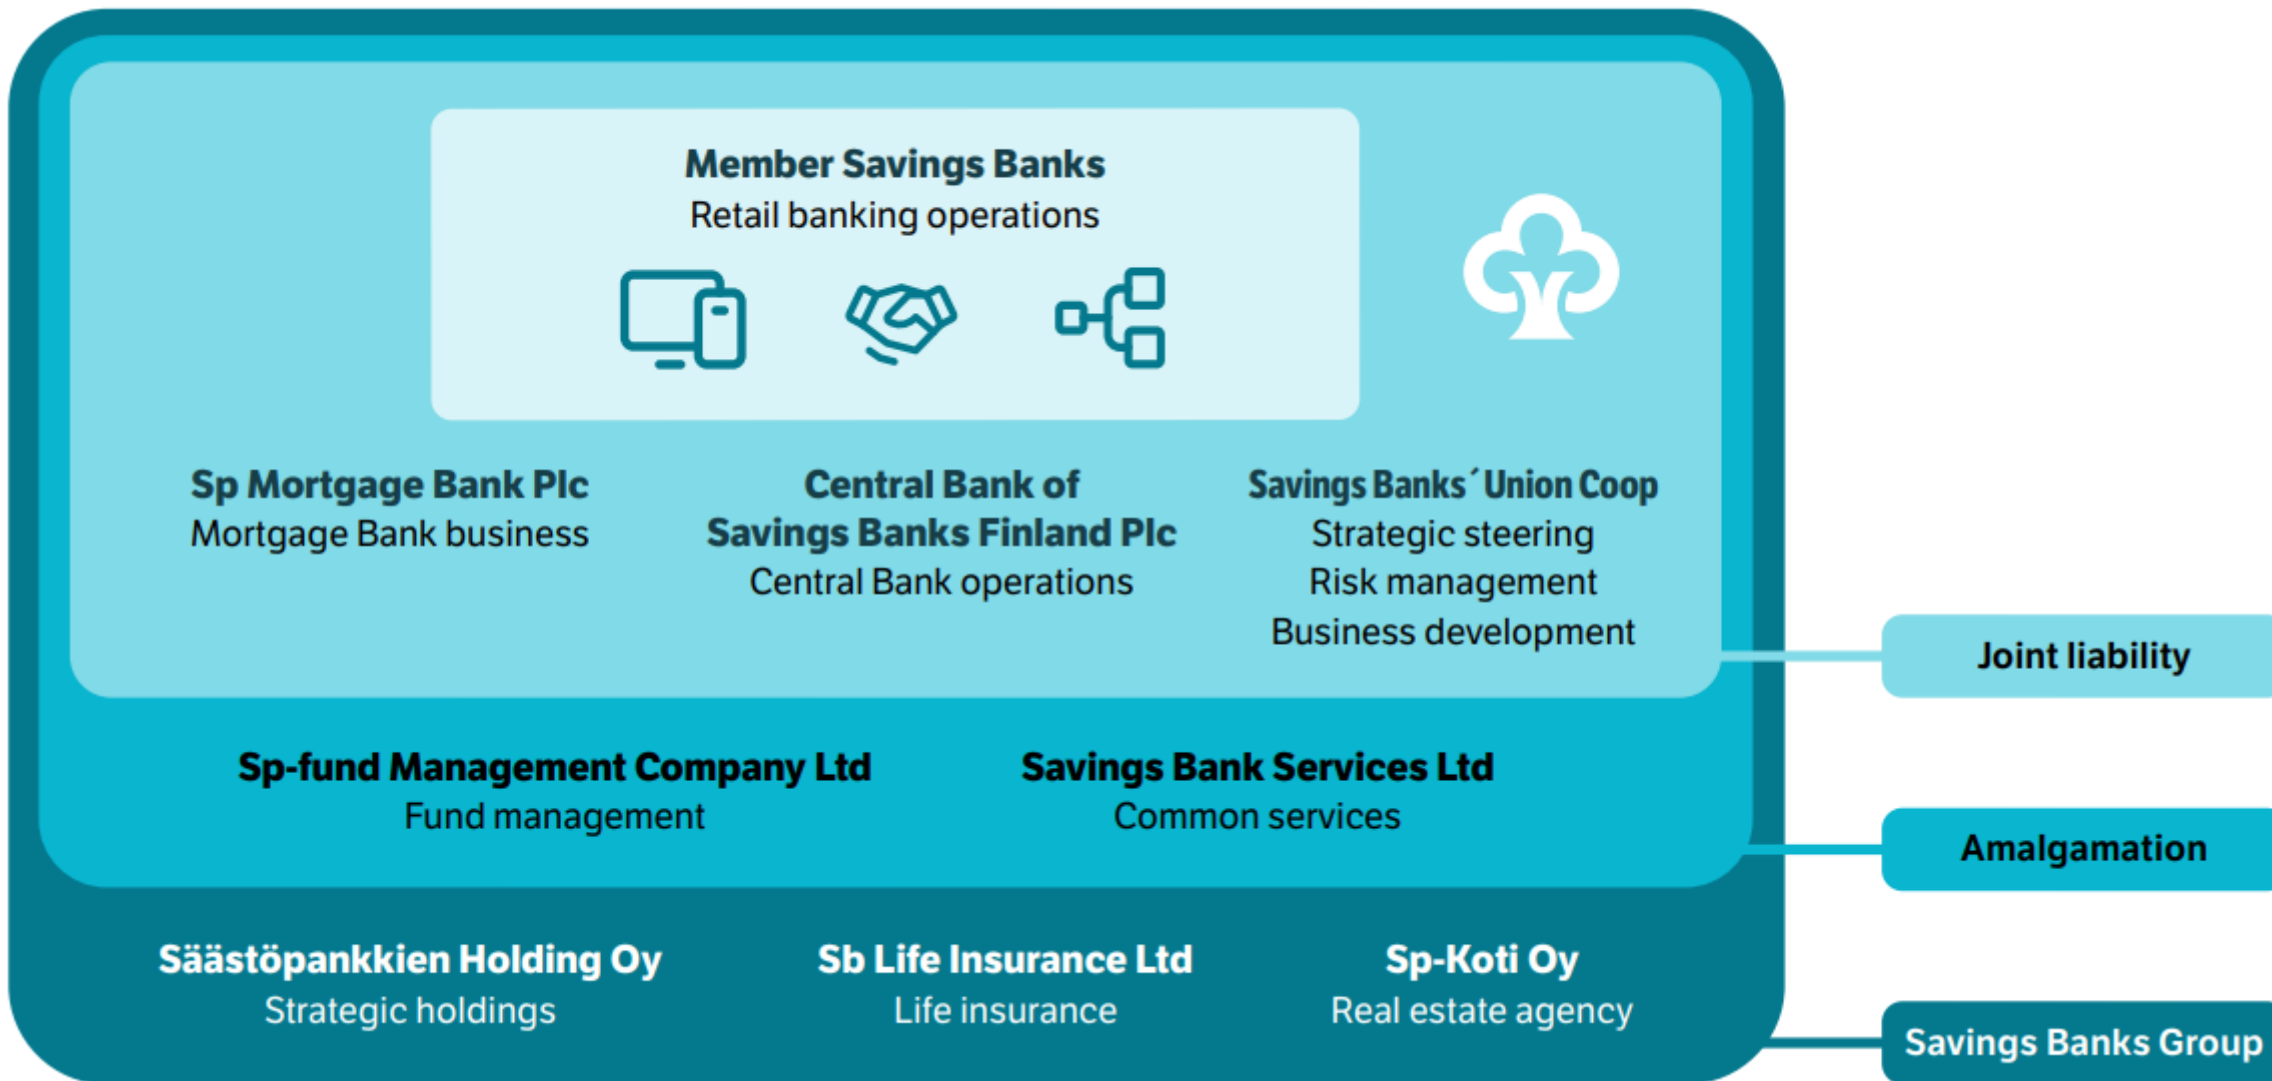 Member Savings Banks
Retail banking operations
Sp Mortgage Bank Plc
Mortgage Bank business
Central Bank of
Savings Banks Finland Plc
Central Bank operations
Savings Banks´Union Coop
Strategic steering
Risk management
Business development
Joint liability
Sp-fund Management Company Ltd
Fund management
Savings Bank Services Ltd
Common services
Amalgamation
Säästöpankkien Holding Oy
Strategic holdings
Sb Life Insurance Ltd
Life insurance
Sp-Koti Oy
Real estate agency
Savings Banks Group